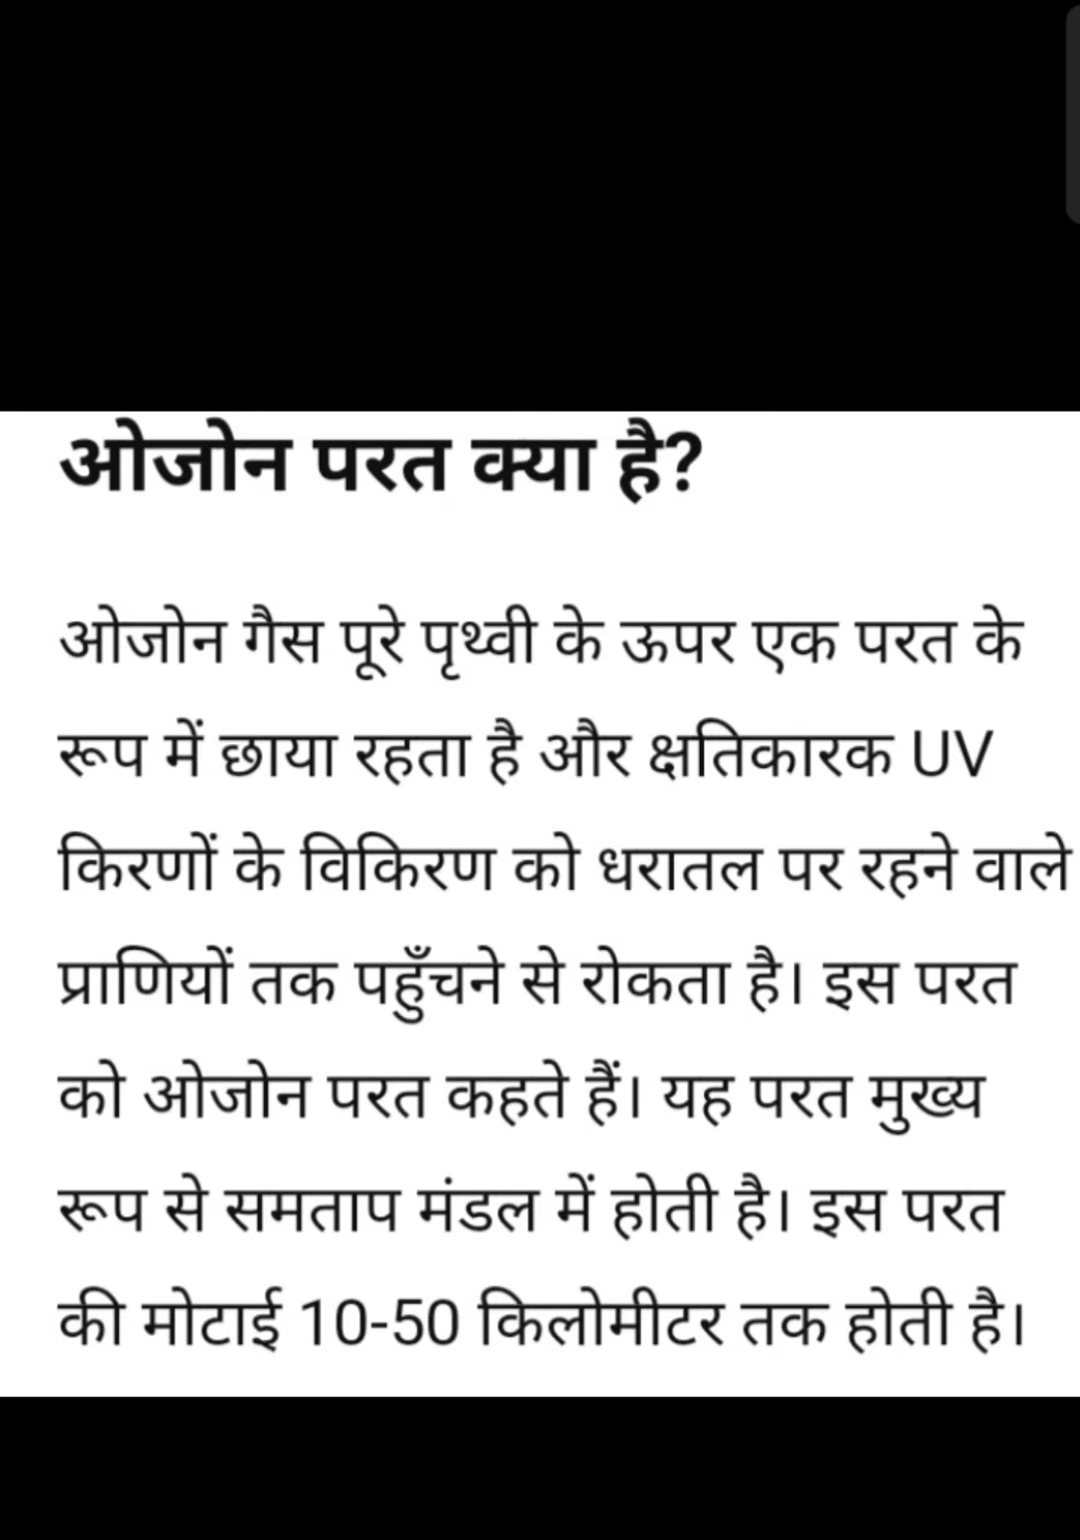 ओजोन परत क्या है?
ओजोन गैस पूरे पृथ्वी के ऊपर एक परत के
रूप में छाया रहता है और क्षतिकारक UV
किरणों के विकिरण को धरातल पर रहने वाले
प्राणियों तक पहुँचने से रोकता है। इस परत
को ओजोन परत कहते हैं। यह परत मुख्य
रूप से समताप मंडल में होती है। इस परत
की मोटाई 10-50 किलोमीटर तक होती है।